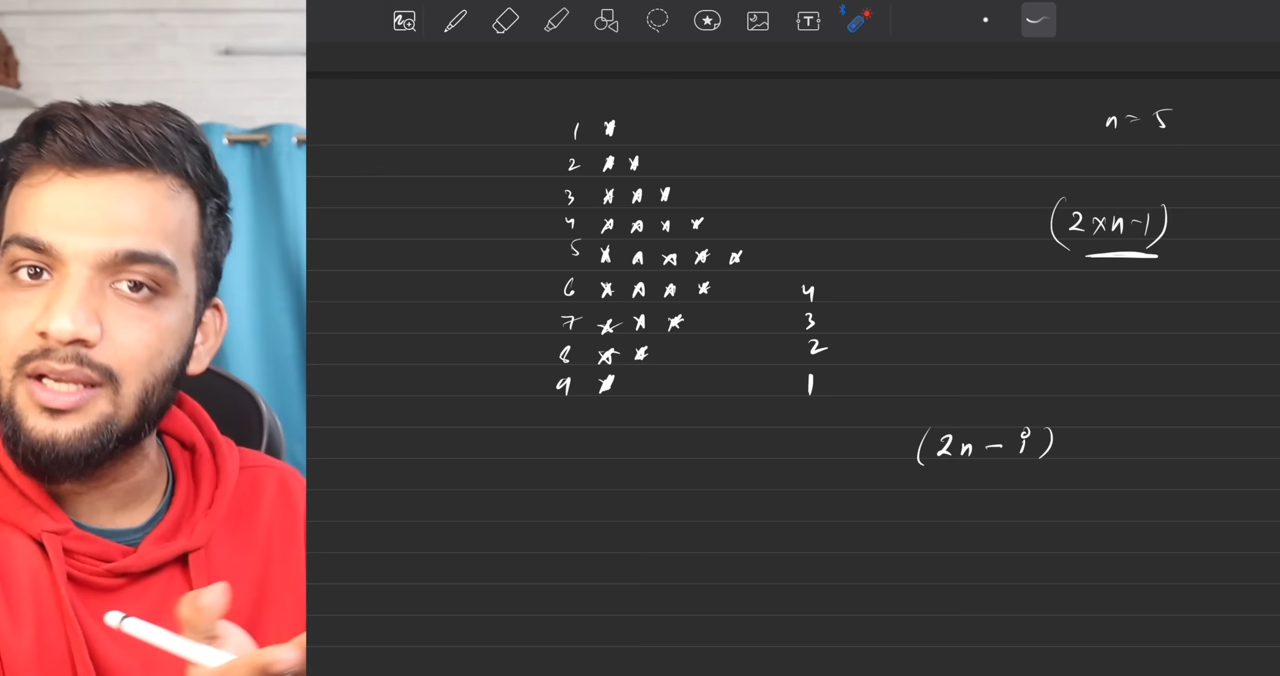 n = 5
1 *
2 * *
3 * * *
4 * * * *
5 * * * * *
(2 x n - 1)
6 * * * * 4
7 * * * 3
8 * * 2
9 * 1
(2n - i)
T